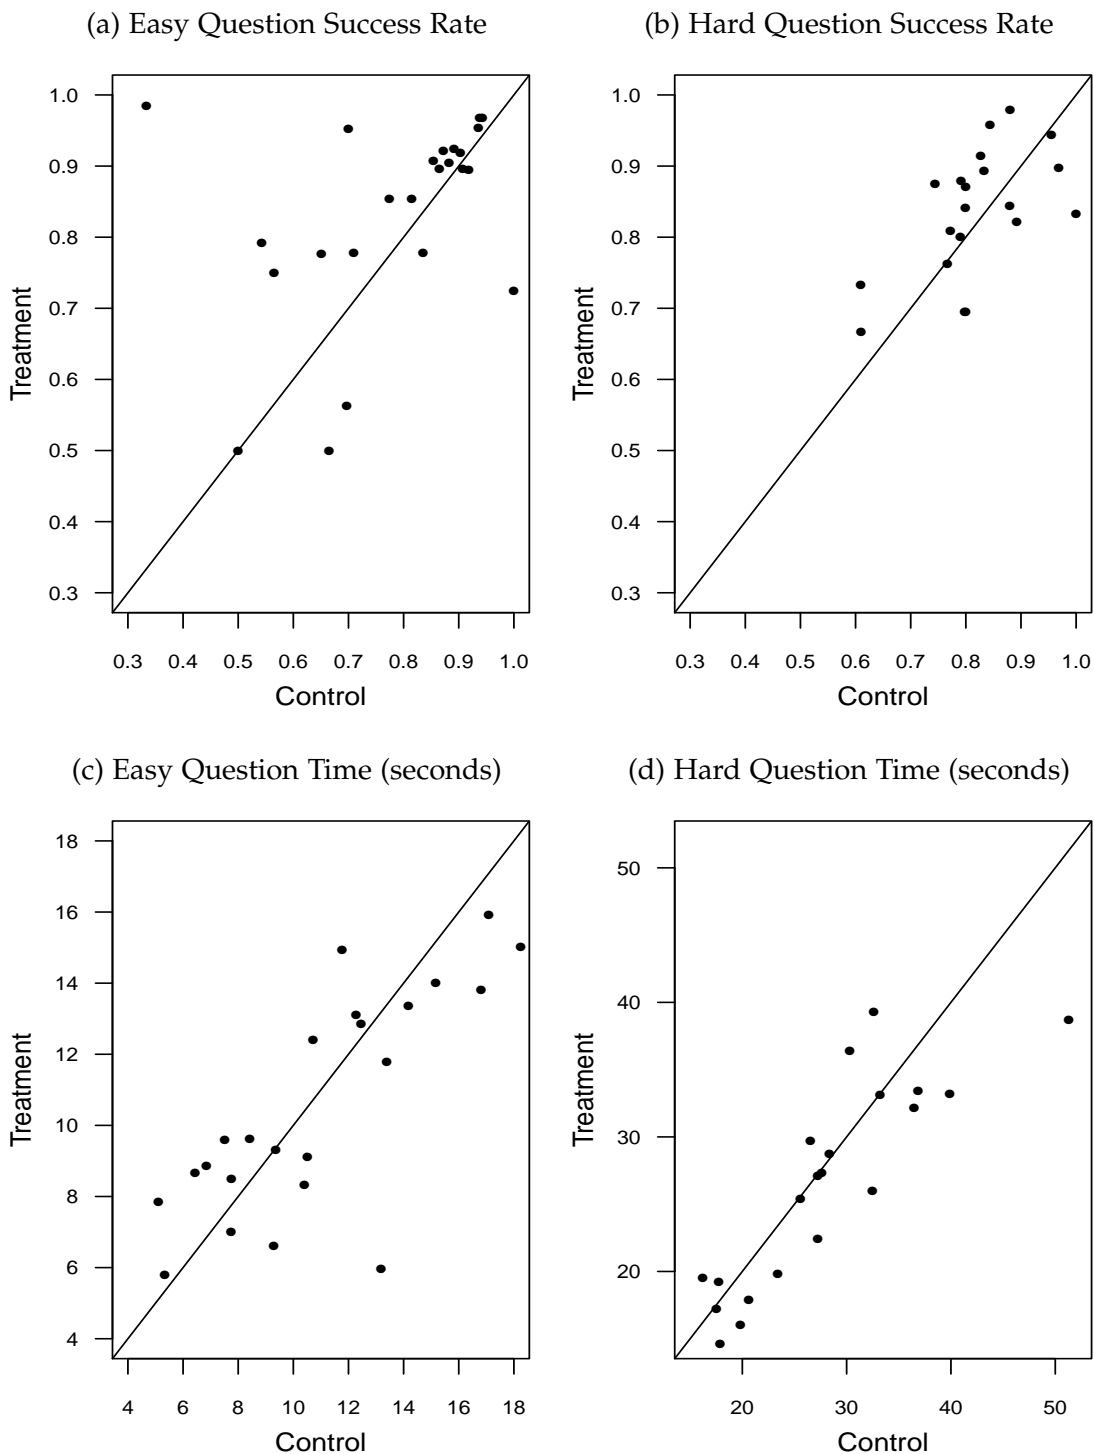 (a) Easy Question Success Rate
1.0
0.9
0.8
0.7
0.6
0.5
0.4
0.3
Treatment
0.3 0.4 0.5 0.6 0.7 0.8 0.9 1.0
Control
(b) Hard Question Success Rate
1.0
0.9
0.8
0.7
0.6
0.5
0.4
0.3
Treatment
0.3 0.4 0.5 0.6 0.7 0.8 0.9 1.0
Control
(c) Easy Question Time (seconds)
18
16
14
12
10
8
6
4
Treatment
4 6 8 10 12 14 16 18
Control
(d) Hard Question Time (seconds)
50
40
30
20
Treatment
20 30 40 50
Control